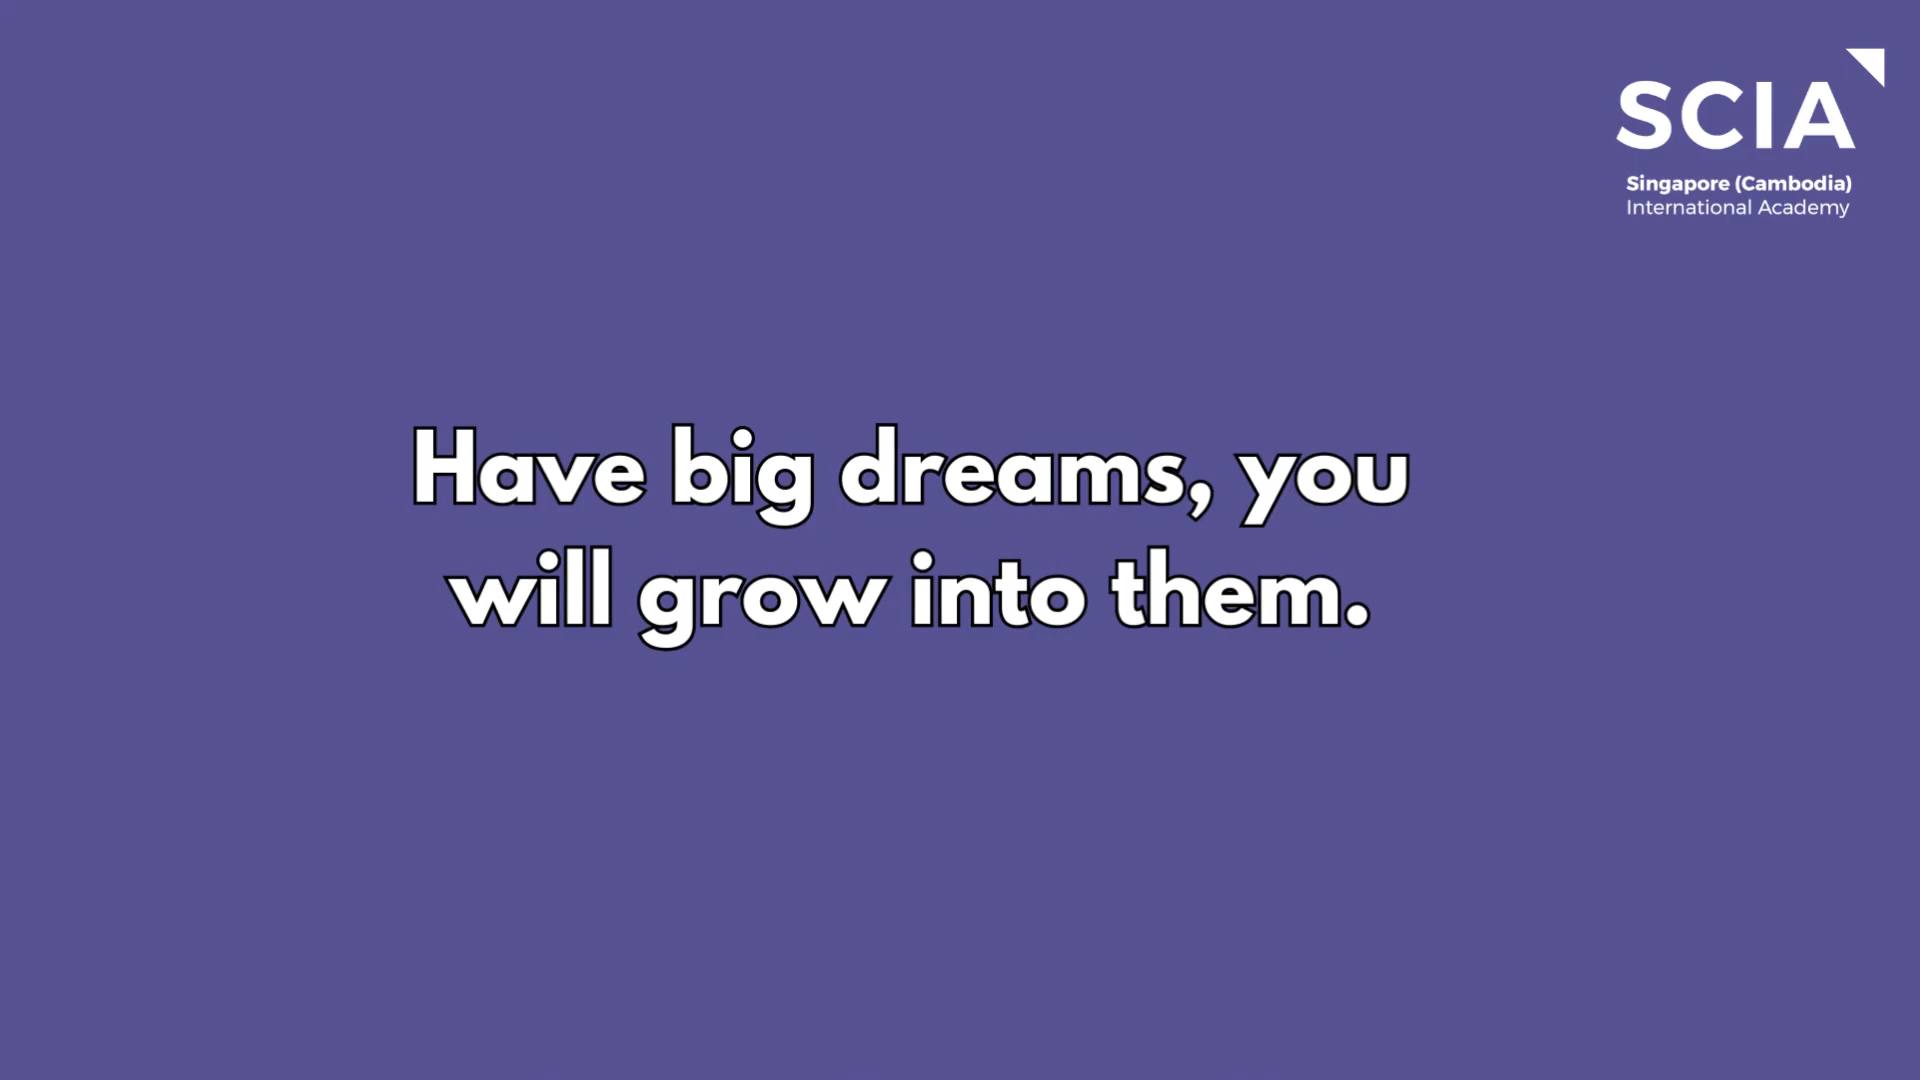 SCIA
Singapore (Cambodia)
International Academy
Have big dreams, you
will grow into them.